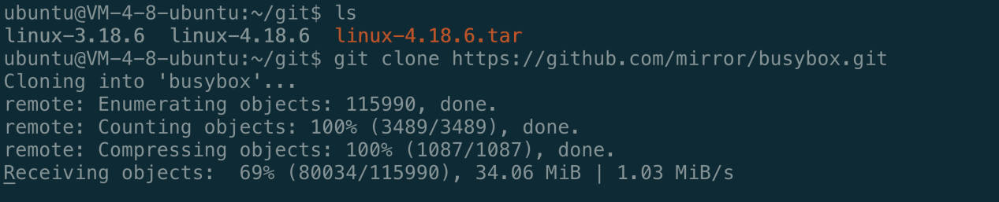 ubuntu@VM-4-8-ubuntu:~/git$ ls
linux-3.18.6  linux-4.18.6  linux-4.18.6.tar
ubuntu@VM-4-8-ubuntu:~/git$ git clone https://github.com/mirror/busybox.git
Cloning into 'busybox'...
remote: Enumerating objects: 115990, done.
remote: Counting objects: 100% (3489/3489), done.
remote: Compressing objects: 100% (1087/1087), done.
Receiving objects:  69% (80034/115990), 34.06 MiB | 1.03 MiB/s